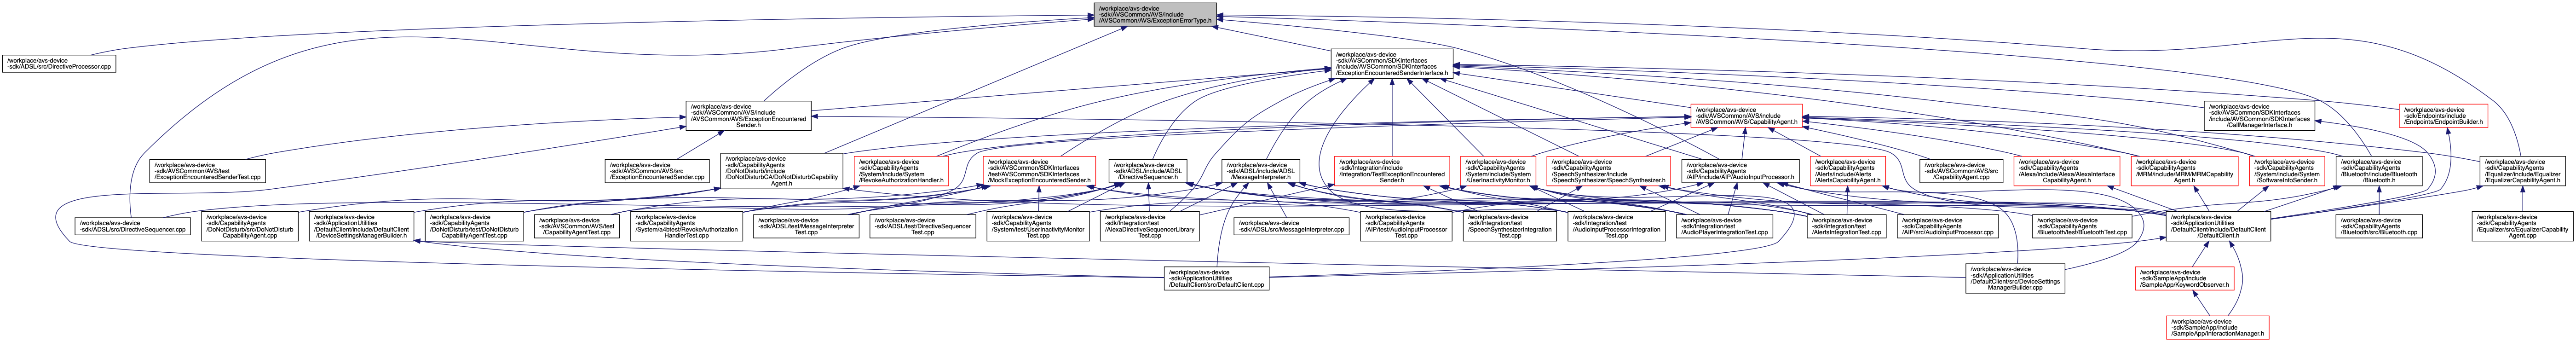 /workplace/avs-device
-sdk/AVSCommon/AVS/include
/AVSCommon/AVS/ExceptionErrorType.h
/workplace/avs-device
-sdk/ADSL/src/DirectiveProcessor.cpp
/workplace/avs-device
-sdk/AVSCommon/SDKInterfaces
/include/AVSCommon/SDKInterfaces
/ExceptionEncounteredSenderInterface.h
/workplace/avs-device
-sdk/AVSCommon/AVS/include
/AVSCommon/AVS/ExceptionEncountered
Sender.h
/workplace/avs-device
-sdk/AVSCommon/AVS/include
/AVSCommon/AVS/CapabilityAgent.h
/workplace/avs-device
-sdk/AVSCommon/SDKInterfaces
/include/AVSCommon/SDKInterfaces
/CallManagerInterface.h
/workplace/avs-device
-sdk/Endpoints/include
/Endpoints/EndpointBuilder.h
/workplace/avs-device
-sdk/AVSCommon/AVS/test
/ExceptionEncounteredSenderTest.cpp
/workplace/avs-device
-sdk/AVSCommon/AVS/src
/ExceptionEncounteredSender.cpp
/workplace/avs-device
-sdk/CapabilityAgents
/DoNotDisturb/include
/DoNotDisturbCA/DoNotDisturbCapability
Agent.h
/workplace/avs-device
-sdk/CapabilityAgents
/System/include/System
/RevokeAuthorizationHandler.h
/workplace/avs-device
-sdk/AVSCommon/SDKInterfaces
/test/AVSCommon/SDKInterfaces
/MockExceptionEncounteredSender.h
/workplace/avs-device
-sdk/ADSL/include/ADSL
/DirectiveSequencer.h
/workplace/avs-device
-sdk/ADSL/include/ADSL
/MessageInterpreter.h
/workplace/avs-device
-sdk/Integration/include
/Integration/TestExceptionEncountered
Sender.h
/workplace/avs-device
-sdk/CapabilityAgents
/System/include/System
/UserInactivityMonitor.h
/workplace/avs-device
-sdk/CapabilityAgents
/SpeechSynthesizer/include
/SpeechSynthesizer/SpeechSynthesizer.h
/workplace/avs-device
-sdk/CapabilityAgents
/AIP/include/AIP/AudioInputProcessor.h
/workplace/avs-device
-sdk/CapabilityAgents
/Alerts/include/Alerts
/AlertsCapabilityAgent.h
/workplace/avs-device
-sdk/AVSCommon/AVS/src
/CapabilityAgent.cpp
/workplace/avs-device
-sdk/CapabilityAgents
/Alexa/include/Alexa/AlexaInterface
CapabilityAgent.h
/workplace/avs-device
-sdk/CapabilityAgents
/MRM/include/MRM/MRMCapability
Agent.h
/workplace/avs-device
-sdk/CapabilityAgents
/System/include/System
/SoftwareInfoSender.h
/workplace/avs-device
-sdk/CapabilityAgents
/Bluetooth/include/Bluetooth
/Bluetooth.h
/workplace/avs-device
-sdk/CapabilityAgents
/Equalizer/include/Equalizer
/EqualizerCapabilityAgent.h
/workplace/avs-device
-sdk/ADSL/src/DirectiveSequencer.cpp
/workplace/avs-device
-sdk/CapabilityAgents
/DoNotDisturb/src/DoNotDisturb
CapabilityAgent.cpp
/workplace/avs-device
-sdk/ApplicationUtilities
/DefaultClient/include/DefaultClient
/DeviceSettingsManagerBuilder.h
/workplace/avs-device
-sdk/CapabilityAgents
/DoNotDisturb/test/DoNotDisturb
CapabilityAgentTest.cpp
/workplace/avs-device
-sdk/AVSCommon/AVS/test
/CapabilityAgentTest.cpp
/workplace/avs-device
-sdk/CapabilityAgents
/System/a4btest/RevokeAuthorization
HandlerTest.cpp
/workplace/avs-device
-sdk/ADSL/test/MessageInterpreter
Test.cpp
/workplace/avs-device
-sdk/ADSL/test/DirectiveSequencer
Test.cpp
/workplace/avs-device
-sdk/CapabilityAgents
/System/test/UserInactivityMonitor
Test.cpp
/workplace/avs-device
-sdk/Integration/test
/AlexaDirectiveSequencerLibrary
Test.cpp
/workplace/avs-device
-sdk/ADSL/src/MessageInterpreter.cpp
/workplace/avs-device
-sdk/CapabilityAgents
/AIP/test/AudioInputProcessor
Test.cpp
/workplace/avs-device
-sdk/Integration/test
/SpeechSynthesizerIntegration
Test.cpp
/workplace/avs-device
-sdk/Integration/test
/AudioInputProcessorIntegration
Test.cpp
/workplace/avs-device
-sdk/Integration/test
/AudioPlayerIntegrationTest.cpp
/workplace/avs-device
-sdk/Integration/test
/AlertsIntegrationTest.cpp
/workplace/avs-device
-sdk/CapabilityAgents
/AIP/src/AudioInputProcessor.cpp
/workplace/avs-device
-sdk/CapabilityAgents
/Bluetooth/test/BluetoothTest.cpp
/workplace/avs-device
-sdk/ApplicationUtilities
/DefaultClient/include/DefaultClient
/DefaultClient.h
/workplace/avs-device
-sdk/CapabilityAgents
/Bluetooth/src/Bluetooth.cpp
/workplace/avs-device
-sdk/CapabilityAgents
/Equalizer/src/EqualizerCapability
Agent.cpp
/workplace/avs-device
-sdk/ApplicationUtilities
/DefaultClient/src/DefaultClient.cpp
/workplace/avs-device
-sdk/ApplicationUtilities
/DefaultClient/src/DeviceSettings
ManagerBuilder.cpp
/workplace/avs-device
-sdk/SampleApp/include
/SampleApp/KeywordObserver.h
/workplace/avs-device
-sdk/SampleApp/include
/SampleApp/InteractionManager.h